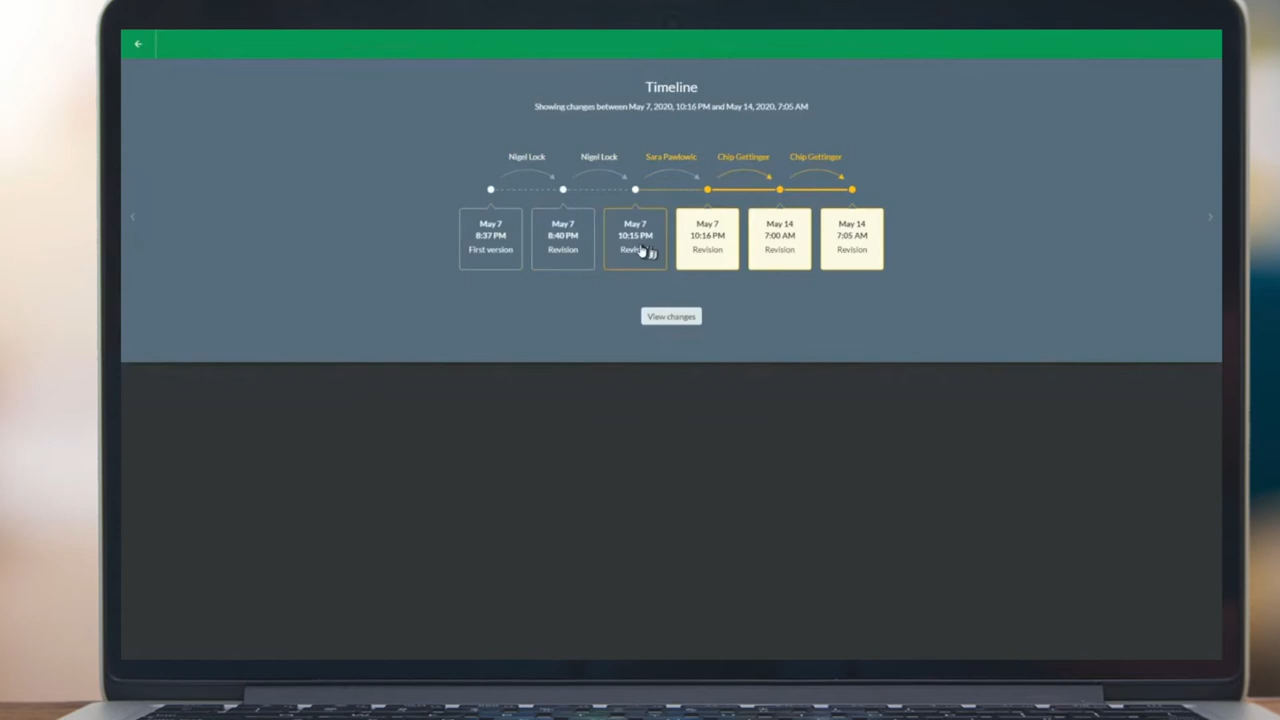 Timeline
Showing changes between May 7, 2020, 10:16 PM and May 14, 2020, 7:05 AM
Nigel Lock
Nigel Lock
Sara Pawlowic
Chip Gettinger
Chip Gettinger
May 7
8:37 PM
First version
May 7
8:40 PM
Revision
May 7
10:15 PM
May 7
10:16 PM
Revision
May 14
7:00 AM
Revision
May 14
7:05 AM
Revision
View changes